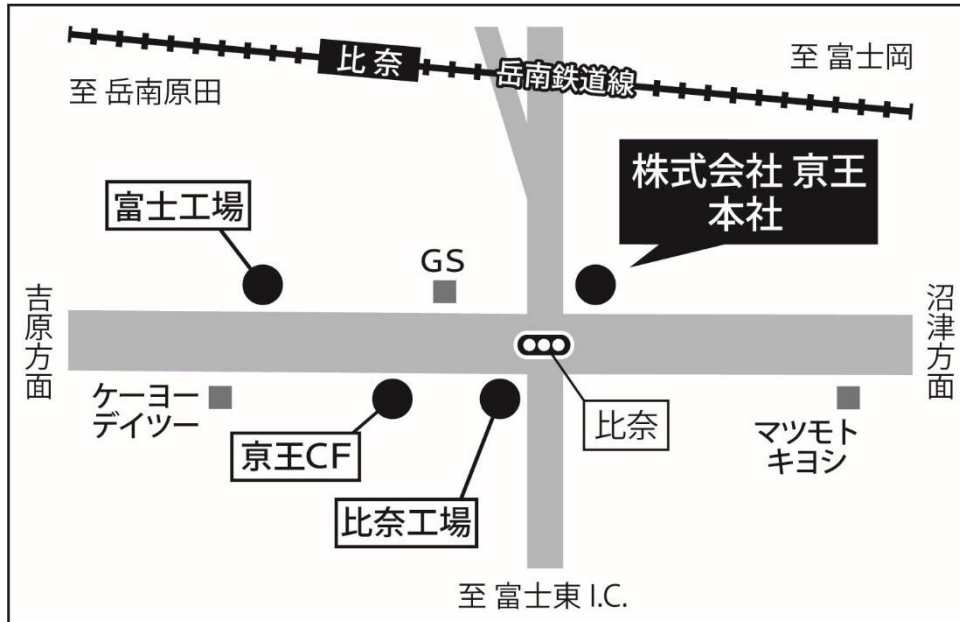 比奈
岳南鉄道線
至 富士岡
至 岳南原田
株式会社 亰王
本社
富士工場
GS
吉原方面
沼津方面
ケーヨー
デイツー
亰王CF
比奈工場
比奈
マツモト
キヨシ
至 富士東 I.C.